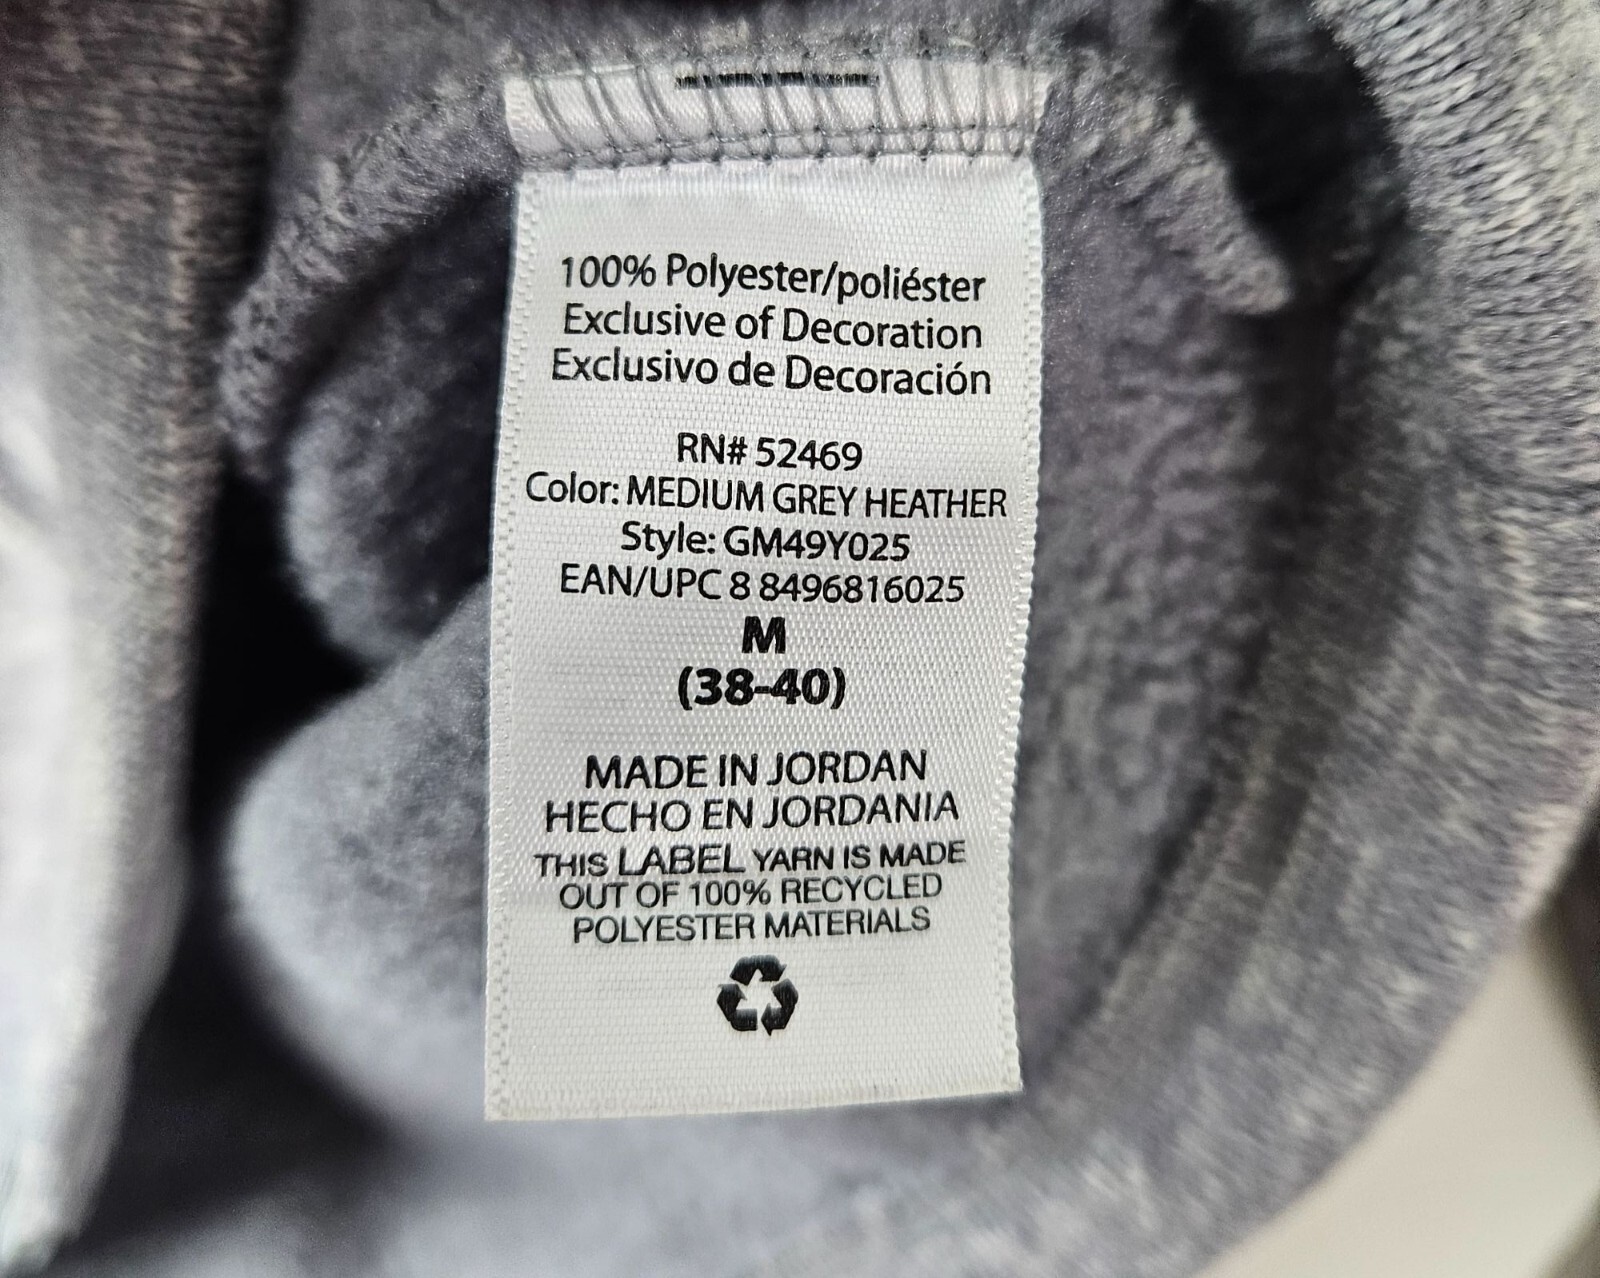 100% Polyester/poliéster
Exclusive of Decoration
Exclusivo de Decoración
RN# 52469
Color: MEDIUM GREY HEATHER
Style: GM49Y025
EAN/UPC 8 8496816025
M
(38-40)
MADE IN JORDAN
HECHO EN JORDANIA
THIS LABEL YARN IS MADE
OUT OF 100% RECYCLED
POLYESTER MATERIALS